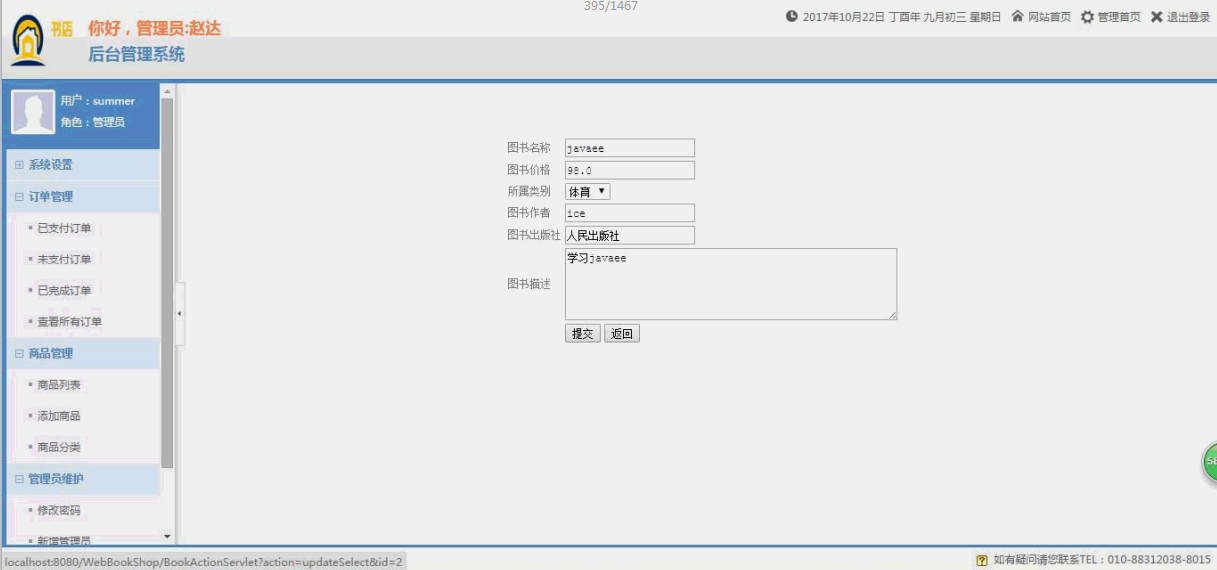 395/1467
书店
你好，管理员:赵达
后台管理系统
2017年10月22日 丁酉年 九月初三 星期日 网站首页 管理首页 退出登录
用户：summer
角色：管理员
系统设置
订单管理
已支付订单
未支付订单
已完成订单
查看所有订单
商品管理
商品列表
添加商品
商品分类
管理员维护
修改密码
新增管理员
图书名称 javaee
图书价格 98.0
所属类别 体育
图书作者 ice
图书出版社 人民出版社
图书描述 学习javaee
提交 返回
58
localhost:8080/WebBookShop/BookActionServlet?action=updateSelect&id=2
如有疑问请您联系TEL：010-88312038-8015